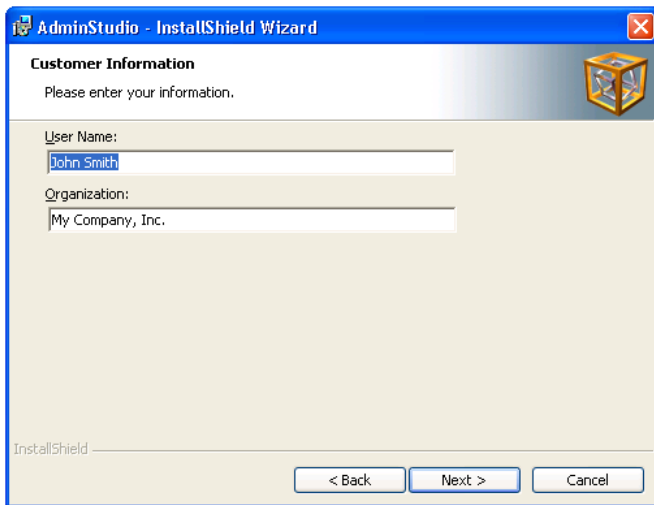 AdminStudio - InstallShield Wizard
Customer Information
Please enter your information.
User Name:
John Smith
Organization:
My Company, Inc.
InstallShield
< Back Next > Cancel